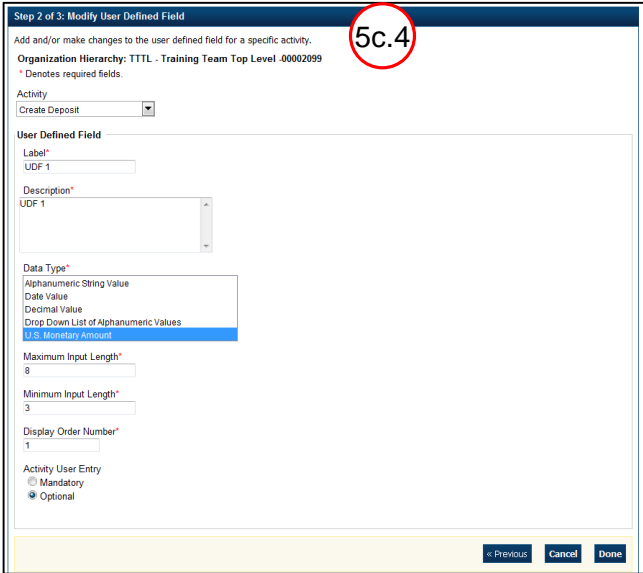 Step 2 of 3: Modify User Defined Field
5c.4
Add and/or make changes to the user defined field for a specific activity.
Organization Hierarchy: TTTL - Training Team Top Level -00002099
* Denotes required fields.
Activity
Create Deposit
User Defined Field
Label*
UDF 1
Description*
UDF 1
Data Type*
Alphanumeric String Value
Date Value
Decimal Value
Drop Down List of Alphanumeric Values
U.S. Monetary Amount
Maximum Input Length*
8
Minimum Input Length*
3
Display Order Number*
1
Activity User Entry
Mandatory
Optional
« Previous Cancel Done